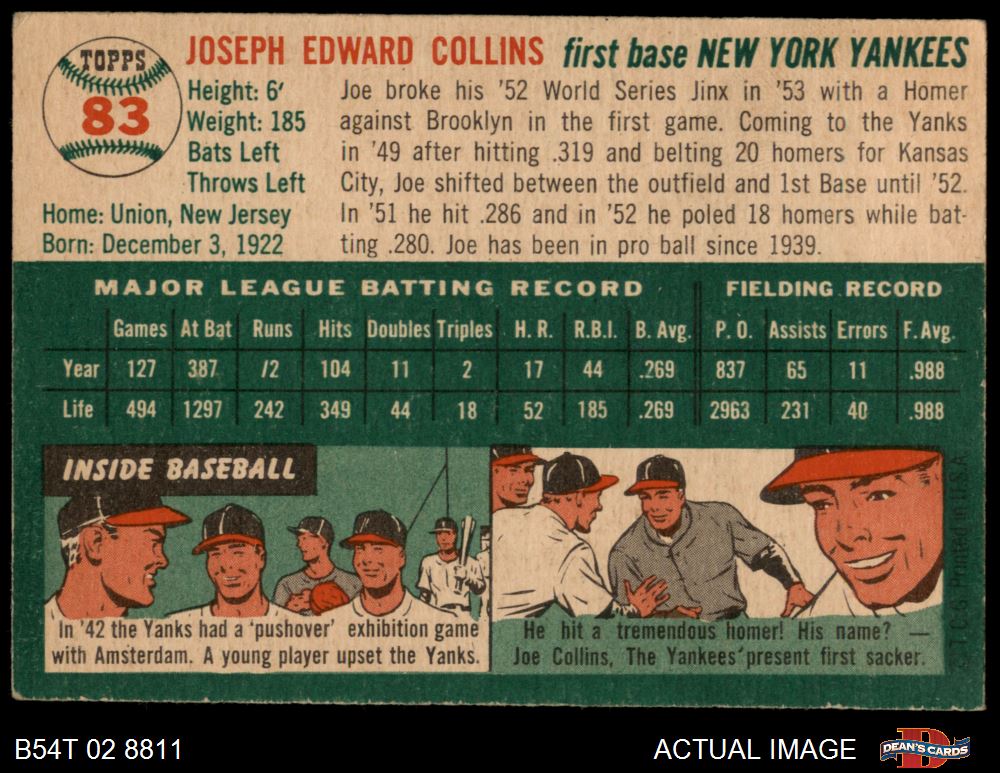 TOPPS
83
JOSEPH EDWARD COLLINS first base NEW YORK YANKEES
Height: 6'
Weight: 185
Bats Left
Throws Left
Home: Union, New Jersey
Born: December 3, 1922
Joe broke his '52 World Series Jinx in '53 with a Homer
against Brooklyn in the first game. Coming to the Yanks
in '49 after hitting .319 and belting 20 homers for Kansas
City, Joe shifted between the outfield and 1st Base until '52.
In '51 he hit .286 and in '52 he poled 18 homers while bat-
ting .280. Joe has been in pro ball since 1939.
MAJOR LEAGUE BATTING RECORD FIELDING RECORD
Games At Bat Runs Hits Doubles Triples H. R. R.B.I. B. Avg. P. O. Assists Errors F. Avg.
Year 127 387 /2 104 11 2 17 44 .269 837 65 11 .988
Life 494 1297 242 349 44 18 52 185 .269 2963 231 40 .988
INSIDE BASEBALL
In '42 the Yanks had a 'pushover' exhibition game
with Amsterdam. A young player upset the Yanks.
He hit a tremendous homer! His name? —
Joe Collins, The Yankees' present first sacker.
T.C.G. Printed in
B54T 02 8811
ACTUAL IMAGE
DEAN'S CARDS